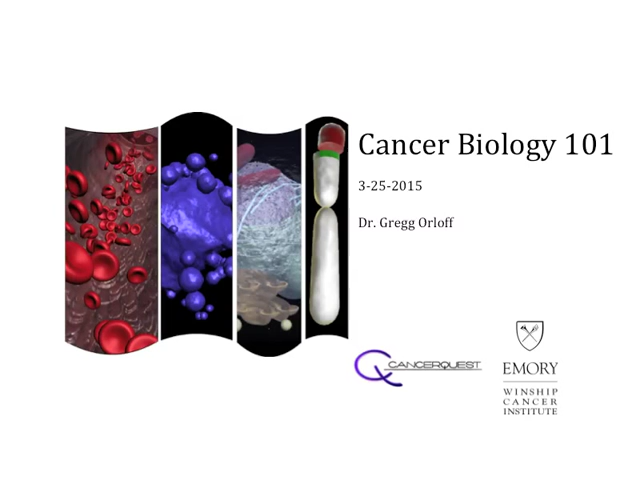 Cancer Biology 101
3-25-2015
Dr. Gregg Orloff
CANCERQUEST
EMORY
WINSHIP
CANCER
INSTITUTE